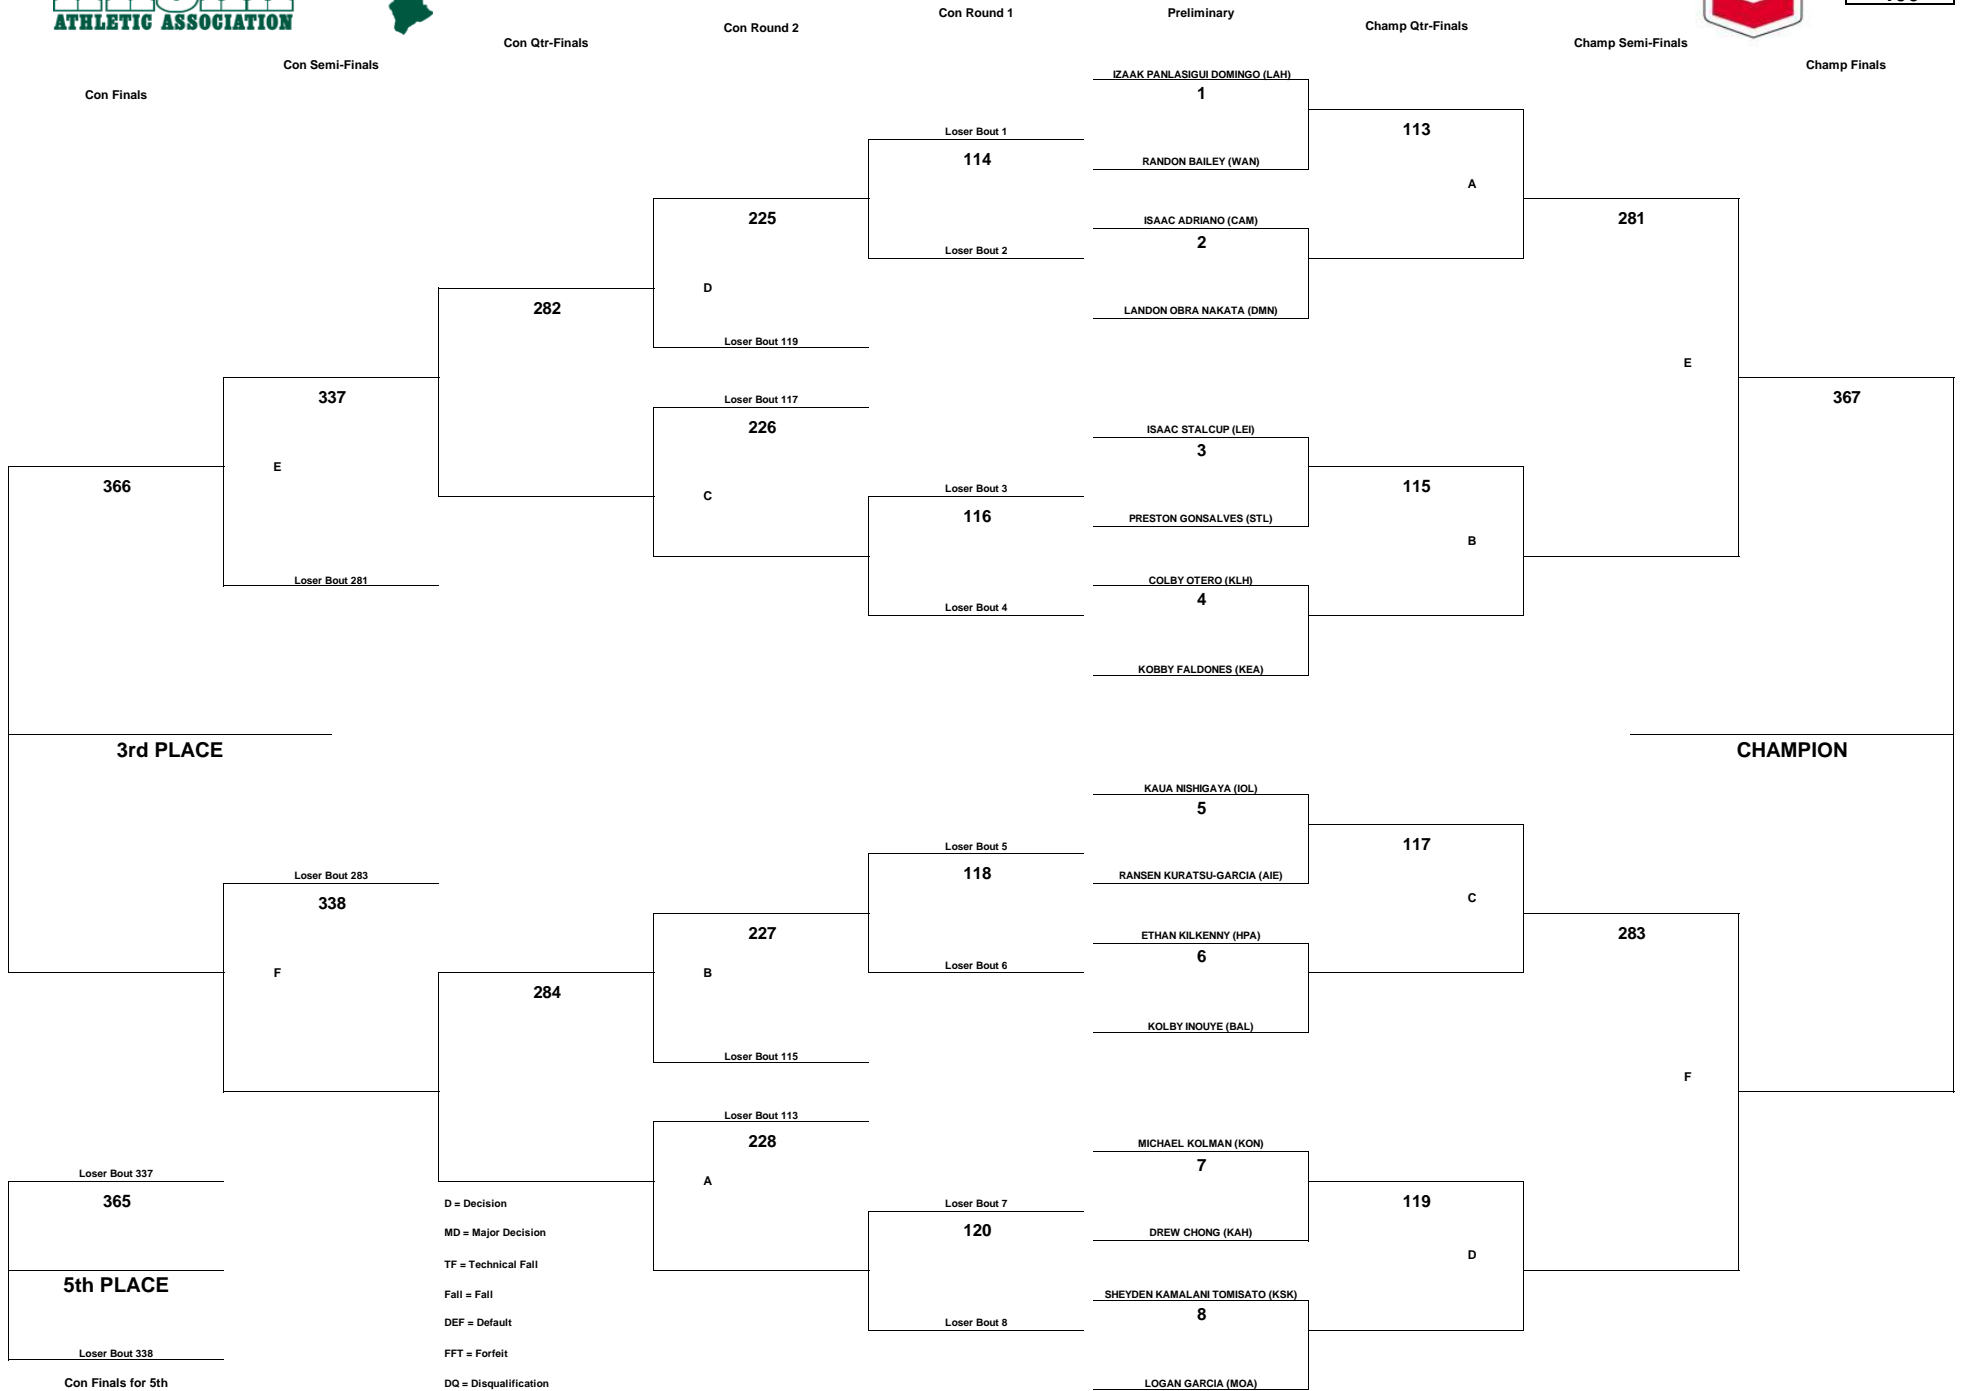 ATHLETIC ASSOCIATION
Con Finals
Con Semi-Finals
Con Qtr-Finals
Con Round 2
Con Round 1
Preliminary
Champ Qtr-Finals
Champ Semi-Finals
Champ Finals
IZAAK PANLASIGUI DOMINGO (LAH)
1
RANDON BAILEY (WAN)
ISAAC ADRIANO (CAM)
2
LANDON OBRA NAKATA (DMN)
ISAAC STALCUP (LEI)
3
PRESTON GONSALVES (STL)
COLBY OTERO (KLH)
4
KOBBY FALDONES (KEA)
KAUA NISHIGAYA (IOL)
5
RANSEN KURATSU-GARCIA (AIE)
ETHAN KILKENNY (HPA)
6
KOLBY INOUYE (BAL)
MICHAEL KOLMAN (KON)
7
DREW CHONG (KAH)
SHEYDEN KAMALANI TOMISATO (KSK)
8
LOGAN GARCIA (MOA)
113
A
115
B
117
C
119
D
281
E
283
F
367
CHAMPION
Loser Bout 1
114
Loser Bout 2
Loser Bout 3
116
Loser Bout 4
Loser Bout 5
118
Loser Bout 6
Loser Bout 7
120
Loser Bout 8
225
D
Loser Bout 119
Loser Bout 117
226
C
227
B
Loser Bout 115
Loser Bout 113
228
A
282
284
337
E
Loser Bout 281
Loser Bout 283
338
F
366
3rd PLACE
Loser Bout 337
365
5th PLACE
Loser Bout 338
Con Finals for 5th
D = Decision
MD = Major Decision
TF = Technical Fall
Fall = Fall
DEF = Default
FFT = Forfeit
DQ = Disqualification